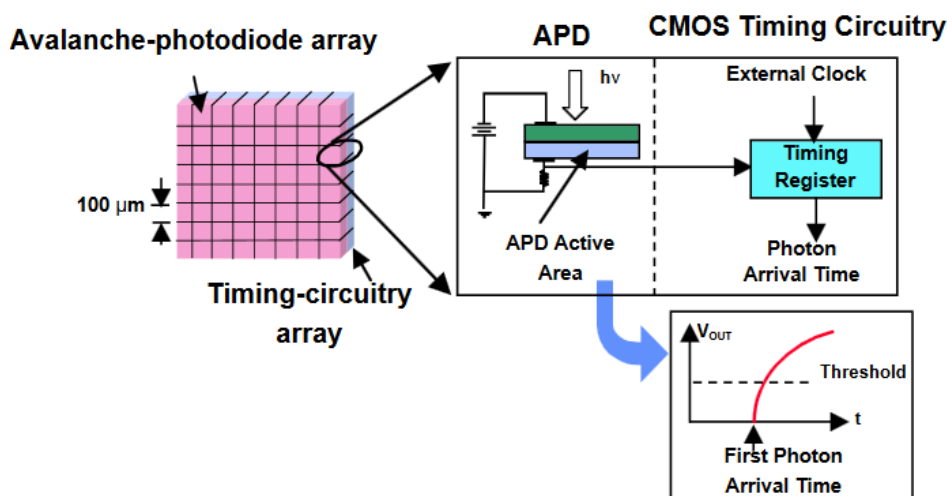 Avalanche-photodiode array
100 µm
Timing-circuitry
array
APD
CMOS Timing Circuitry
hν
External Clock
Timing
Register
APD Active
Area
Photon
Arrival Time
VOUT
Threshold
t
First Photon
Arrival Time